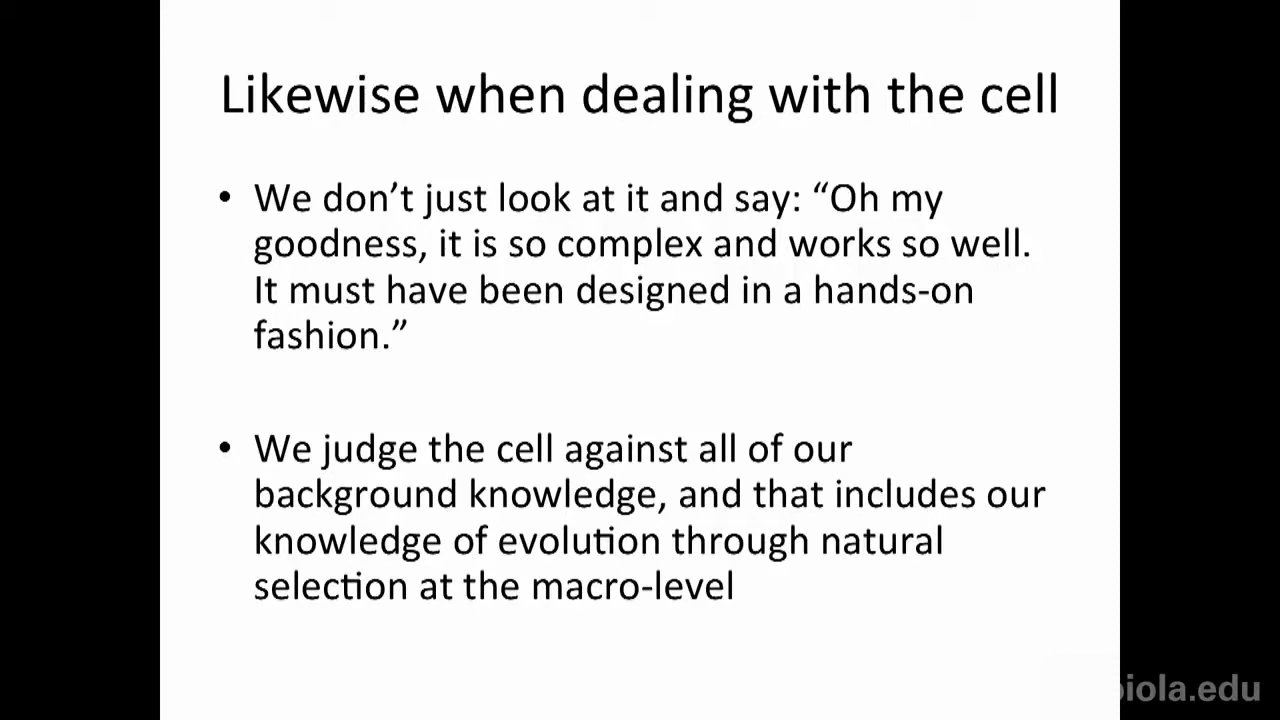 Likewise when dealing with the cell
• We don’t just look at it and say: “Oh my
goodness, it is so complex and works so well.
It must have been designed in a hands-on
fashion.”
• We judge the cell against all of our
background knowledge, and that includes our
knowledge of evolution through natural
selection at the macro-level
biola.edu